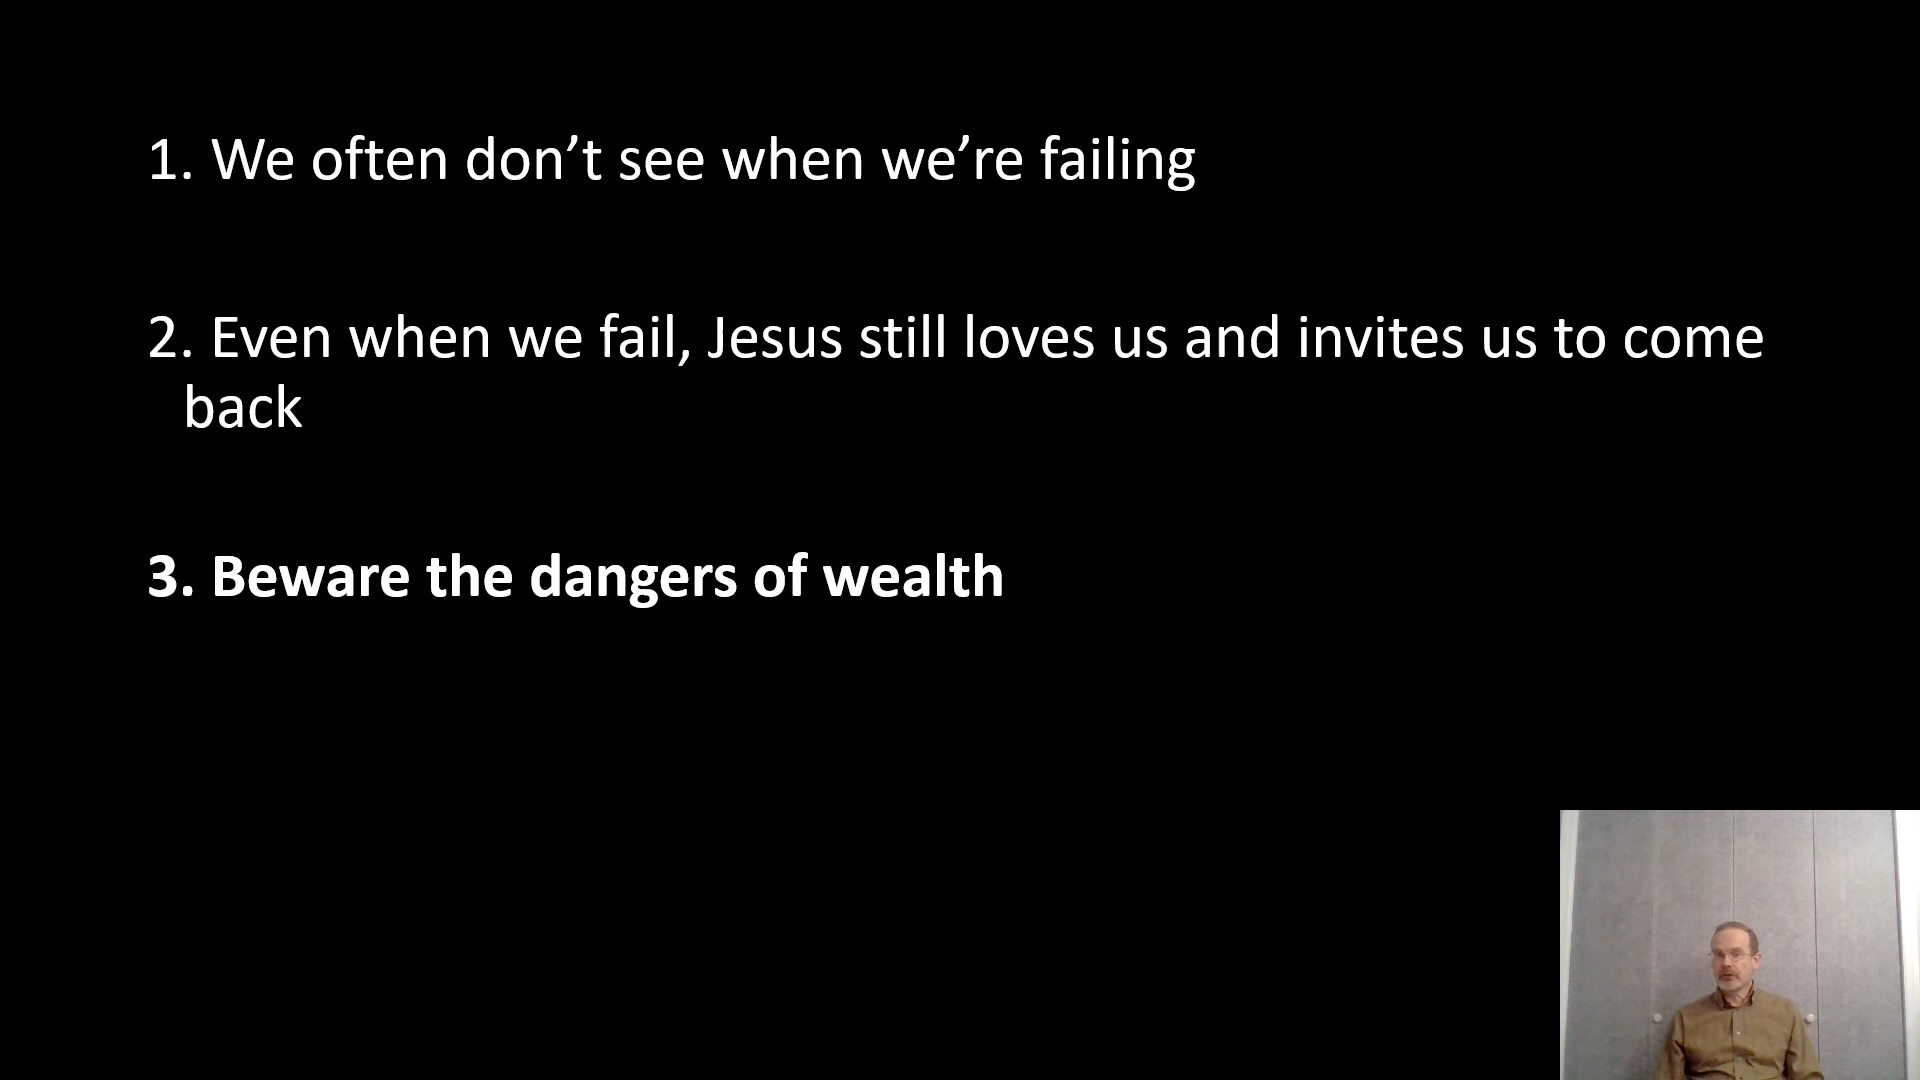 1. We often don’t see when we’re failing
2. Even when we fail, Jesus still loves us and invites us to come
back
3. Beware the dangers of wealth